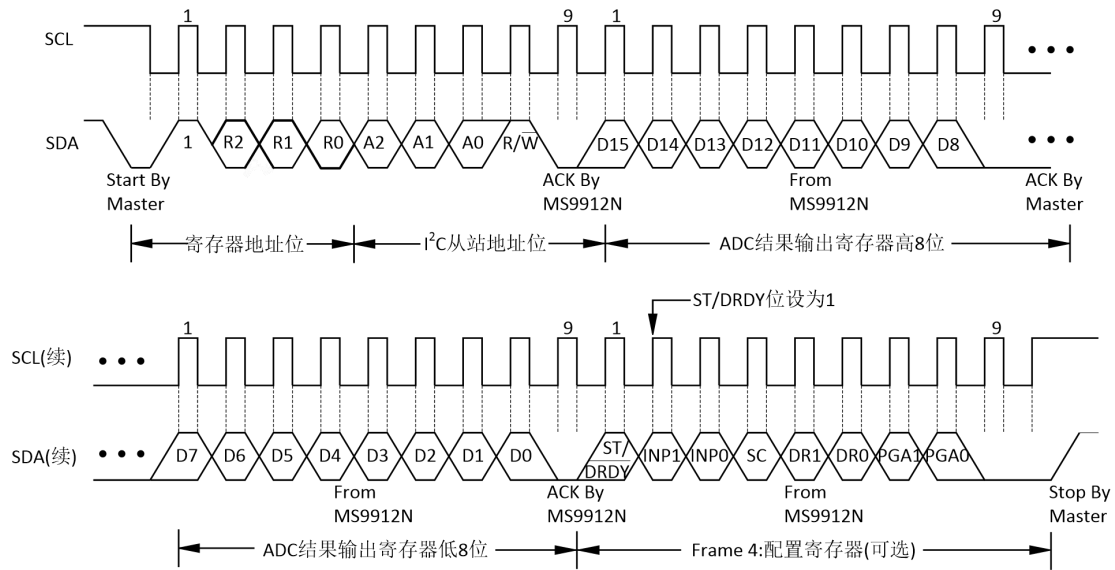 1 9 1 9
SCL
SDA 1 R2 R1 R0 A2 A1 A0 R/W̅ D15 D14 D13 D12 D11 D10 D9 D8
Start By
Master
ACK By
MS9912N
From
MS9912N
ACK By
Master
寄存器地址位
I²C从站地址位
ADC结果输出寄存器高8位
ST/DRDY位设为1
1 9 1 9
SCL(续)
SDA(续) D7 D6 D5 D4 D3 D2 D1 D0 ST/D̅R̅D̅Y̅ INP1 INP0 SC DR1 DR0 PGA1 PGA0
From
MS9912N
ACK By
MS9912N
From
MS9912N
Stop By
Master
ADC结果输出寄存器低8位
Frame 4:配置寄存器(可选)